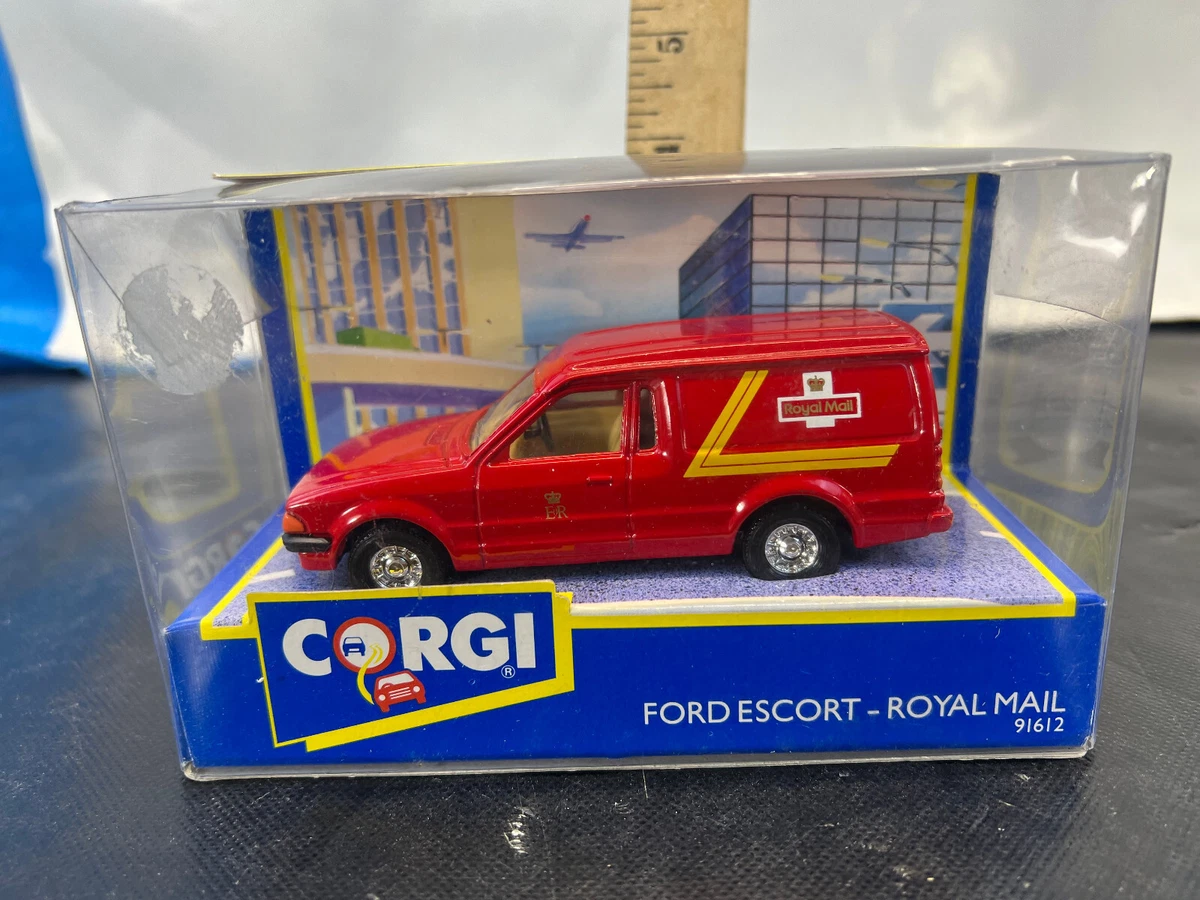 5
Royal Mail
ER
CORGI®
FORD ESCORT - ROYAL MAIL
91612